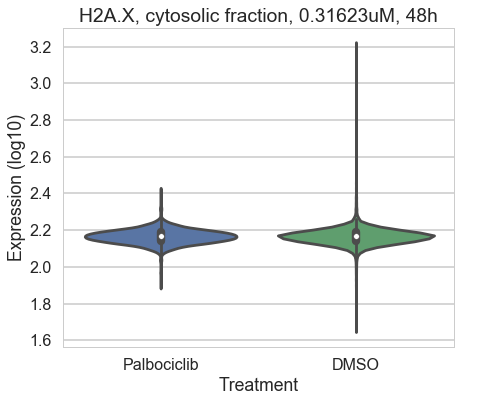 H2A.X, cytosolic fraction, 0.31623uM, 48h
Expression (log10)
3.2
3.0
2.8
2.6
2.4
2.2
2.0
1.8
1.6
Palbociclib DMSO
Treatment